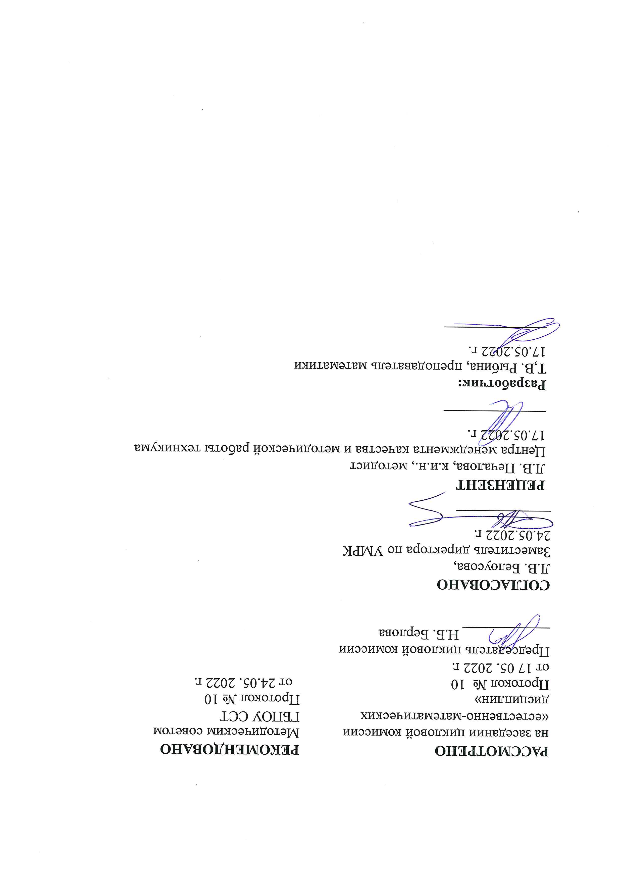 РАССМОТРЕНО
на заседании цикловой комиссии
«естественно-математических
дисциплин»
Протокол № 10
от 17 05. 2022 г.
Председатель цикловой комиссии
Н.В. Берлова
РЕКОМЕНДОВАНО
Методическим советом
ГБПОУ ССТ
Протокол № 10
от 24.05. 2022 г.
СОГЛАСОВАНО
Л.В. Белоусова,
Заместитель директора по УМРК
24.05.2022 г.
РЕЦЕНЗЕНТ
Л.В. Печалова, к.и.н., методист
Центра менеджмента качества и методической работы техникума
17.05.2022 г.
Разработчик:
Т,В. Рыбина, преподаватель математики
17.05.2022 г.